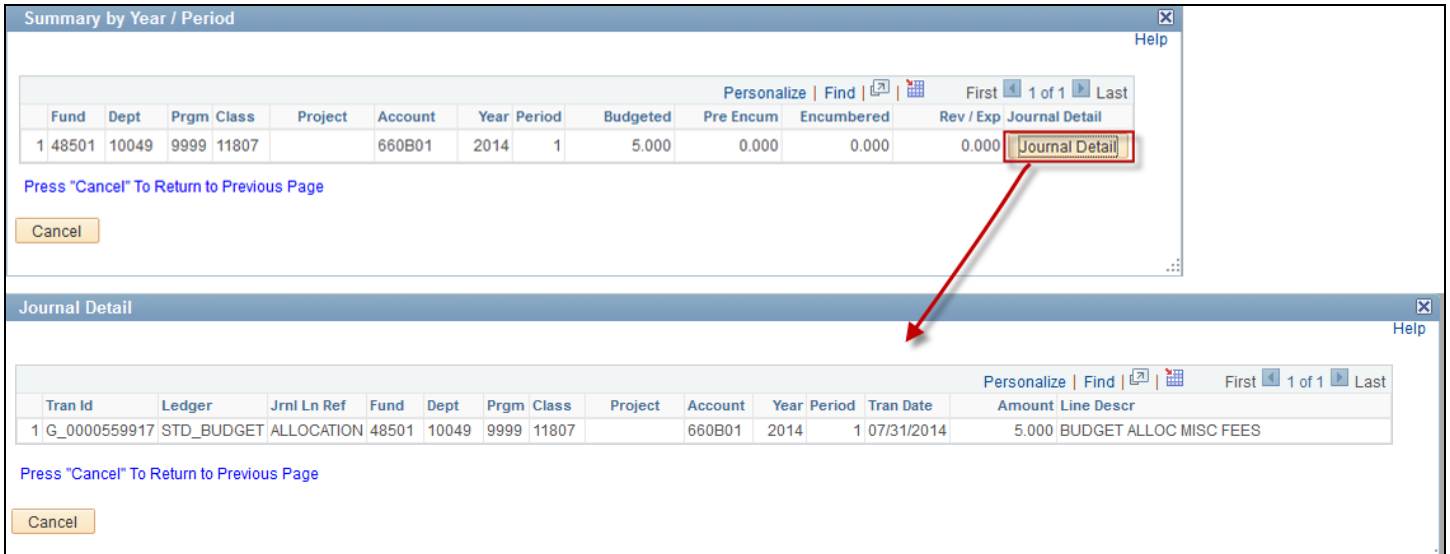 Summary by Year / Period
Help
Personalize | Find | | First 1 of 1 Last
Fund Dept Prgm Class Project Account Year Period Budgeted Pre Encum Encumbered Rev / Exp Journal Detail
1 48501 10049 9999 11807 660B01 2014 1 5.000 0.000 0.000 0.000 Journal Detail
Press "Cancel" To Return to Previous Page
Cancel
Journal Detail
Help
Personalize | Find | | First 1 of 1 Last
Tran Id Ledger Jrnl Ln Ref Fund Dept Prgm Class Project Account Year Period Tran Date Amount Line Descr
1 G_0000559917 STD_BUDGET ALLOCATION 48501 10049 9999 11807 660B01 2014 1 07/31/2014 5.000 BUDGET ALLOC MISC FEES
Press "Cancel" To Return to Previous Page
Cancel